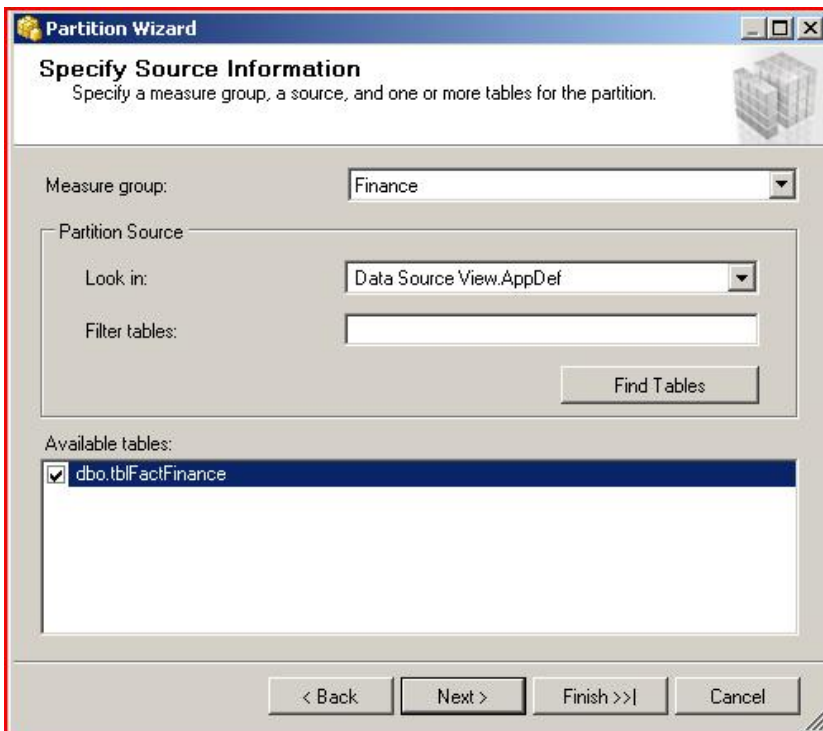 Partition Wizard
Specify Source Information
Specify a measure group, a source, and one or more tables for the partition.
Measure group:
Finance
Partition Source
Look in:
Data Source View.AppDef
Filter tables:
Find Tables
Available tables:
dbo.tblFactFinance
< Back
Next >
Finish >>|
Cancel